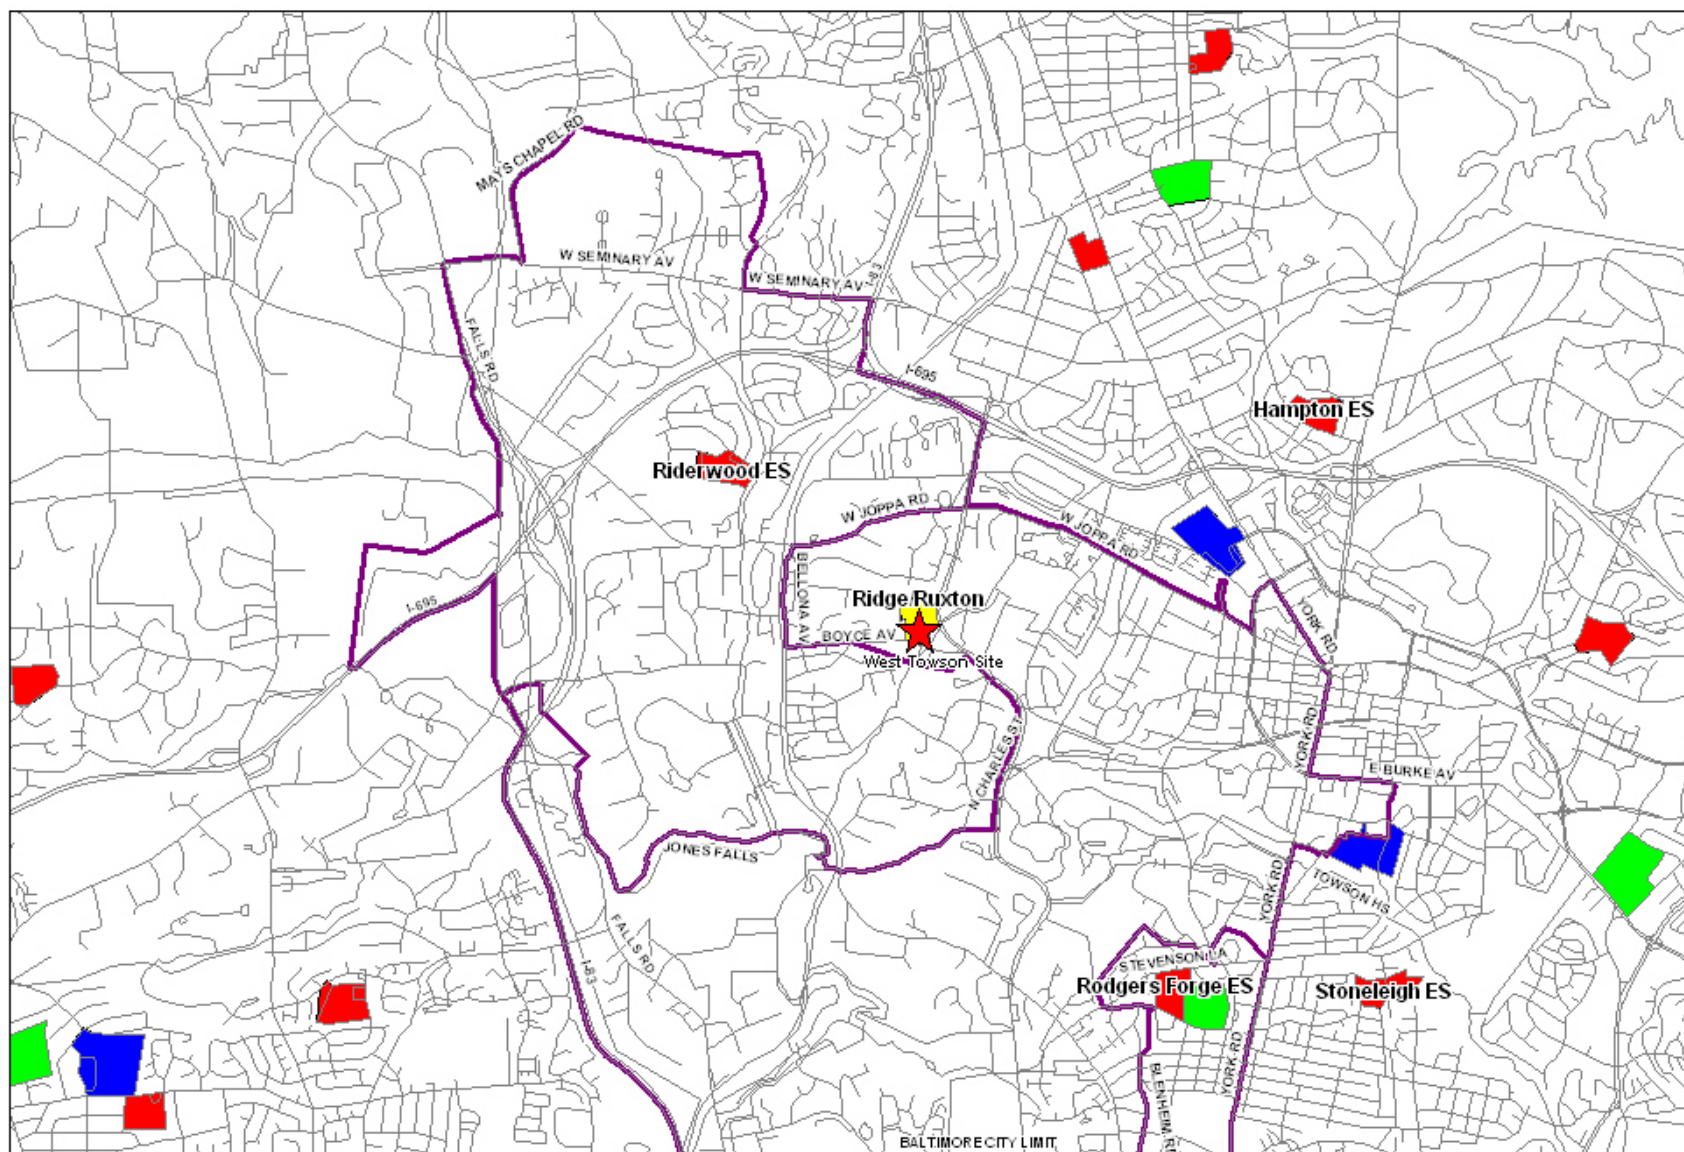 MAYS CHAPEL RD
W SEMINARY AV
W SEMINARY AV
I-83
FALLS RD
I-695
Hampton ES
Riderwood ES
W JOPPA RD
W JOPPA RD
BELLONA AV
Ridge/Ruxton
I-695
BOYCE AV
West Towson Site
YORK RD
N CHARLES ST
YORK RD
E BURKE AV
JONES FALLS
YORK RD
TOWSON HS
FALLS RD
I-83
STEVENSON LA
Rodgers Forge ES
Stoneleigh ES
YORK RD
BLENHEIM R
BALTIMORE CITY LIMIT